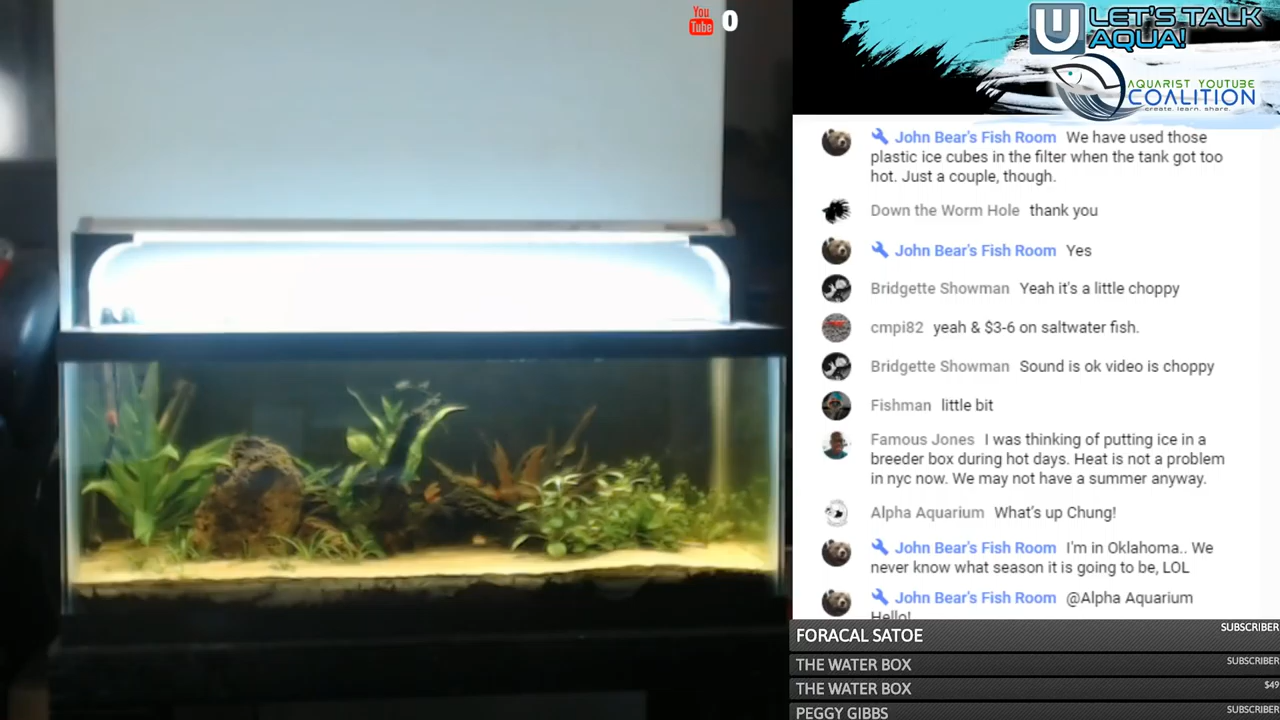 You
Tube
0
LET'S TALK
AQUA!
AQUARIST YOUTUBE
COALITION
create. learn. share.
John Bear's Fish Room We have used those
plastic ice cubes in the filter when the tank got too
hot. Just a couple, though.
Down the Worm Hole thank you
John Bear's Fish Room Yes
Bridgette Showman Yeah it's a little choppy
cmpi82 yeah & $3-6 on saltwater fish.
Bridgette Showman Sound is ok video is choppy
Fishman little bit
Famous Jones I was thinking of putting ice in a
breeder box during hot days. Heat is not a problem
in nyc now. We may not have a summer anyway.
Alpha Aquarium What's up Chung!
John Bear's Fish Room I'm in Oklahoma.. We
never know what season it is going to be, LOL
John Bear's Fish Room @Alpha Aquarium
Hello!
FORACAL SATOE SUBSCRIBER
THE WATER BOX SUBSCRIBER
THE WATER BOX $49
PEGGY GIBBS SUBSCRIBER